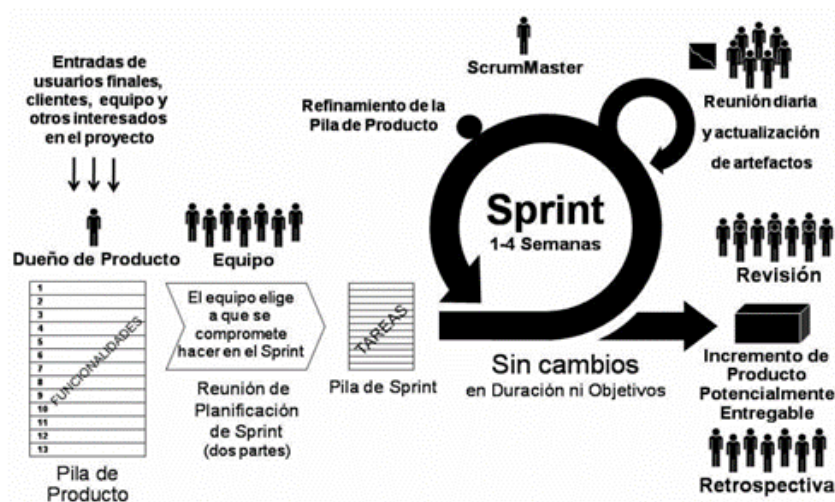 Entradas de
usuarios finales,
clientes, equipo y
otros interesados
en el proyecto
Dueño de Producto
1
2
3
4
5
6
7
8
9
10
11
12
13
FUNCIONALIDADES
Pila de
Producto
Equipo
El equipo elige
a que se
compromete
hacer en el Sprint
Reunión de
Planificación
de Sprint
(dos partes)
TAREAS
Pila de Sprint
ScrumMaster
Refinamiento de la
Pila de Producto
Sprint
1-4 Semanas
Sin cambios
en Duración ni Objetivos
Reunión diaria
y actualización
de artefactos
Revisión
Incremento de
Producto
Potencialmente
Entregable
Retrospectiva